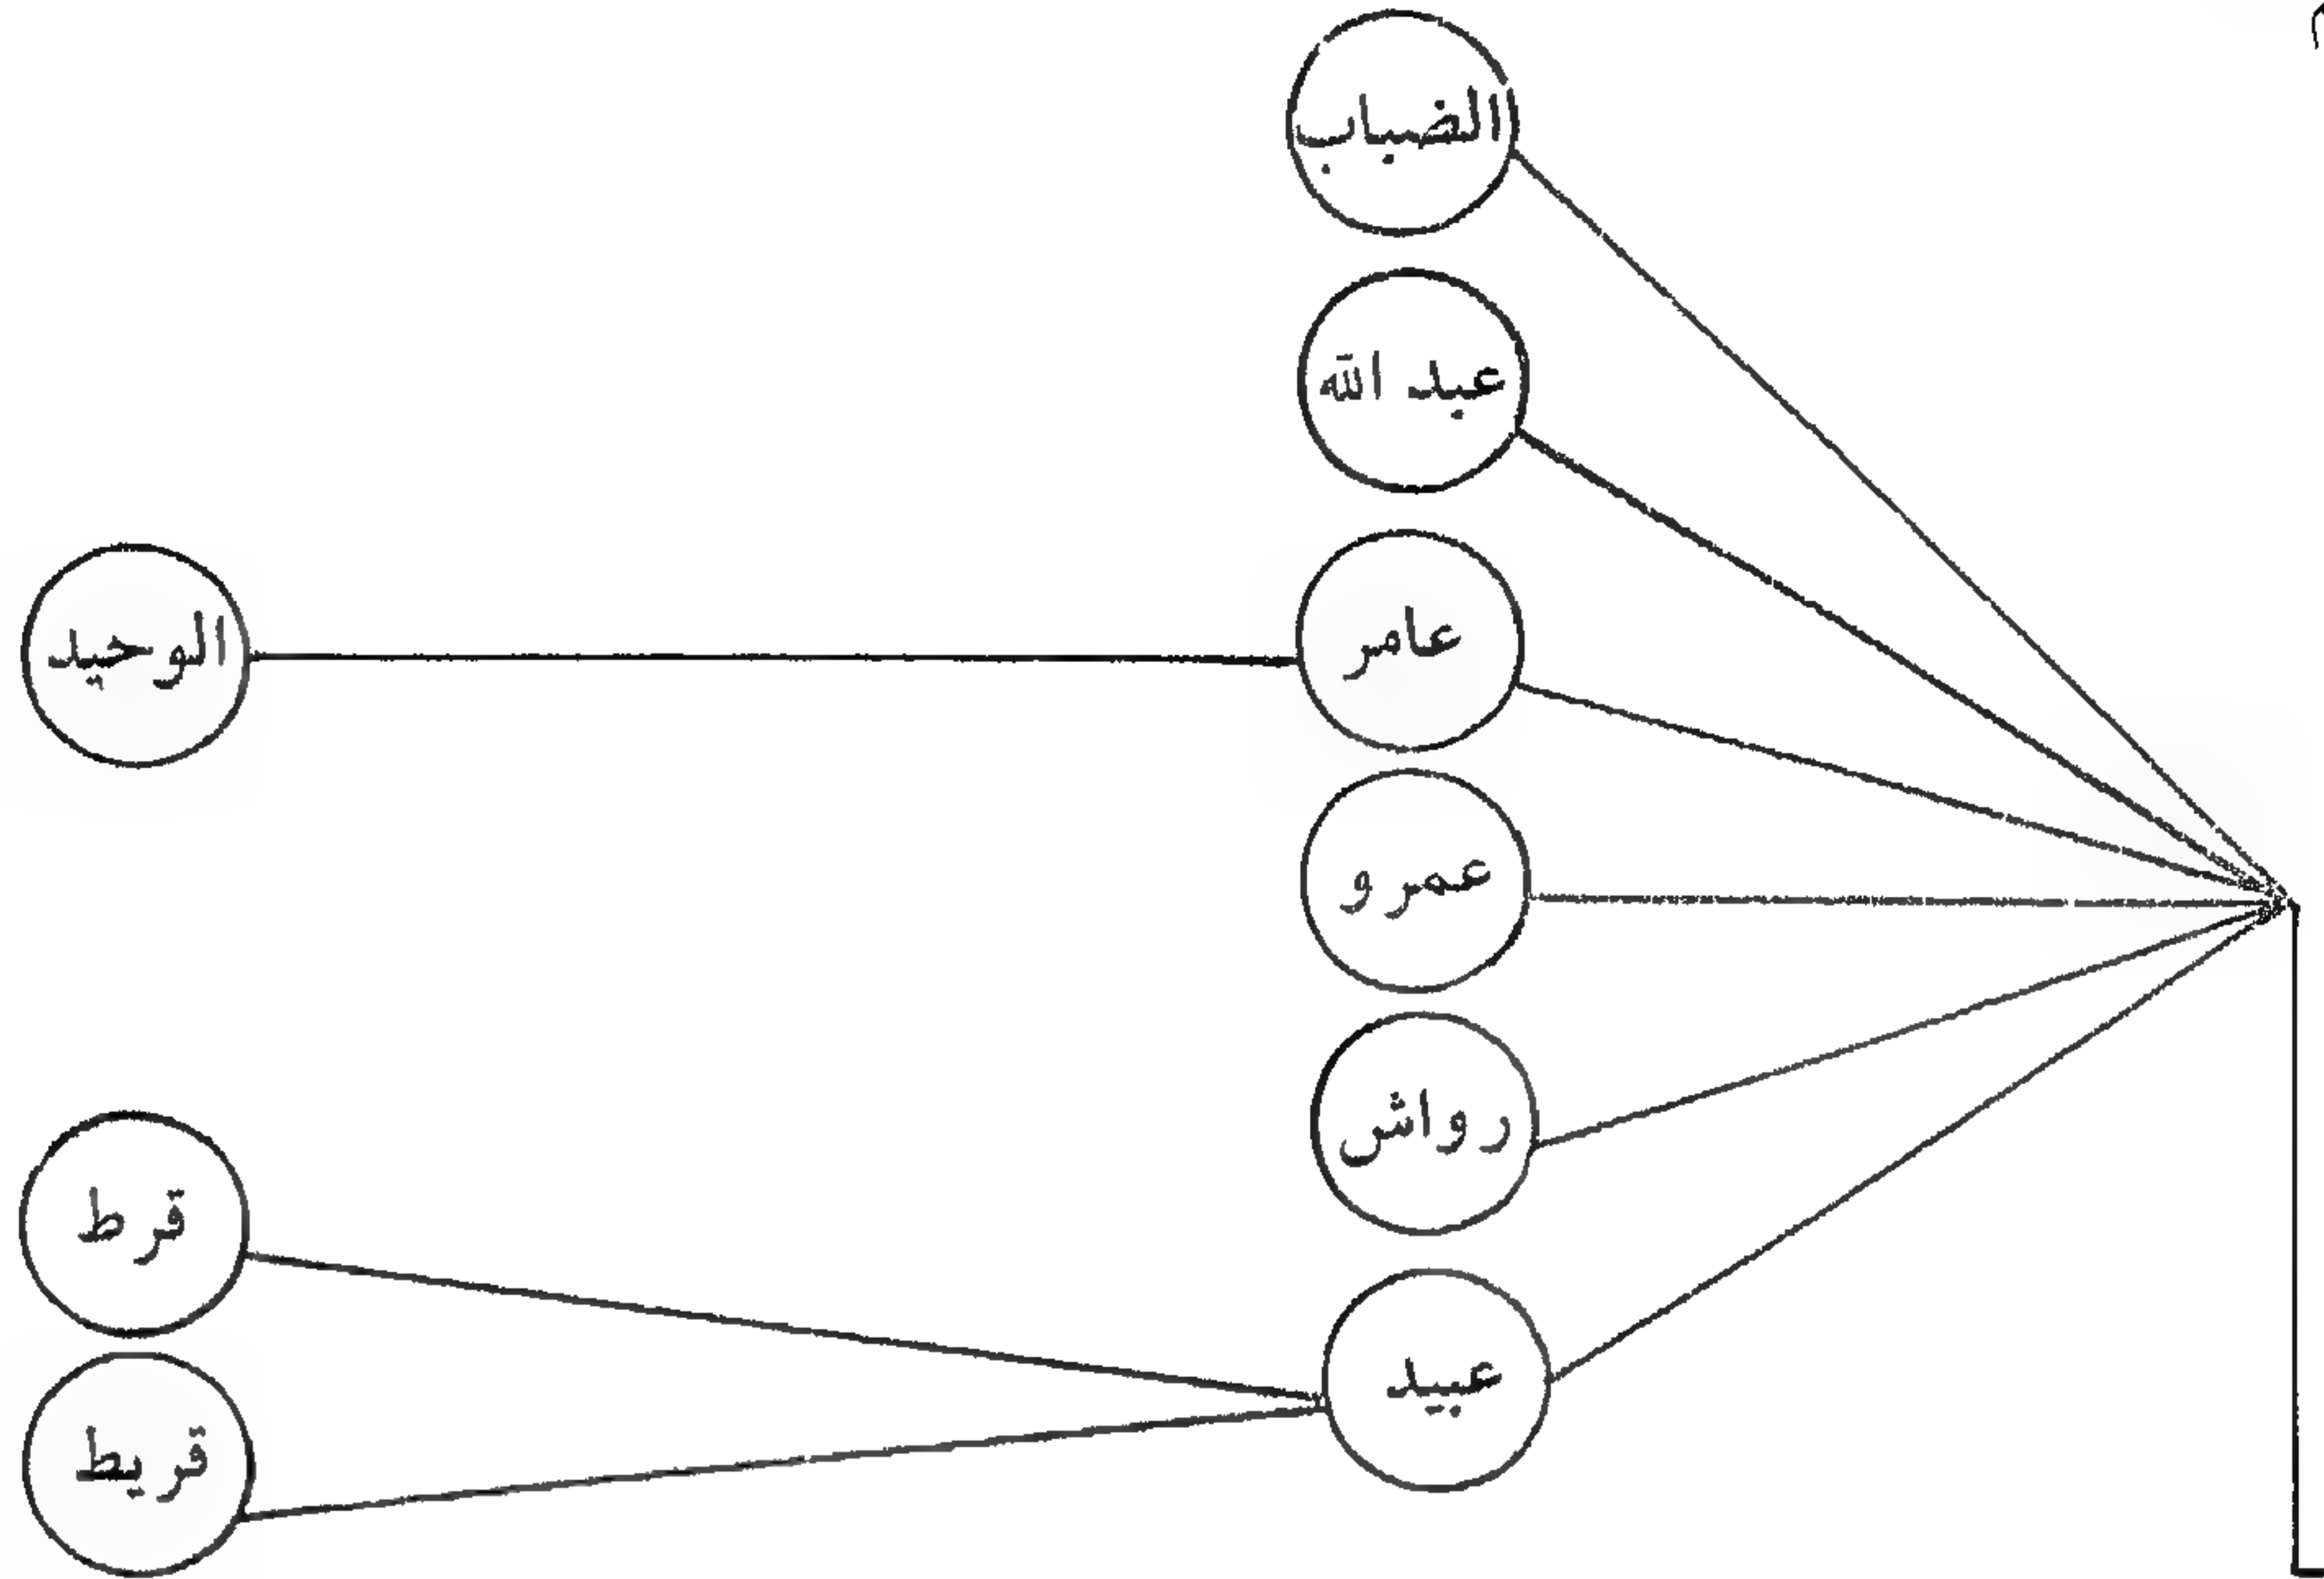 الضباب
عبد الله
عامر
الوحيد
عمرو
رواش
عبيد
قرط
قريط